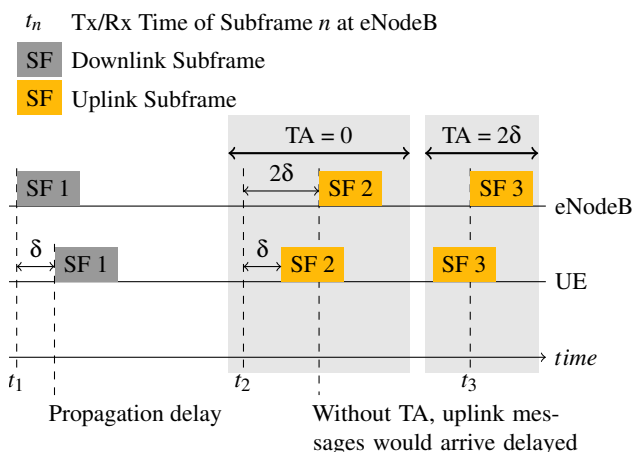 tn Tx/Rx Time of Subframe n at eNodeB
SF Downlink Subframe
SF Uplink Subframe
TA = 0 TA = 2δ
2δ
SF 1 SF 2 SF 3
eNodeB
δ δ
SF 1 SF 2 SF 3
UE
time
t1 t2 t3
Propagation delay
Without TA, uplink mes-
sages would arrive delayed